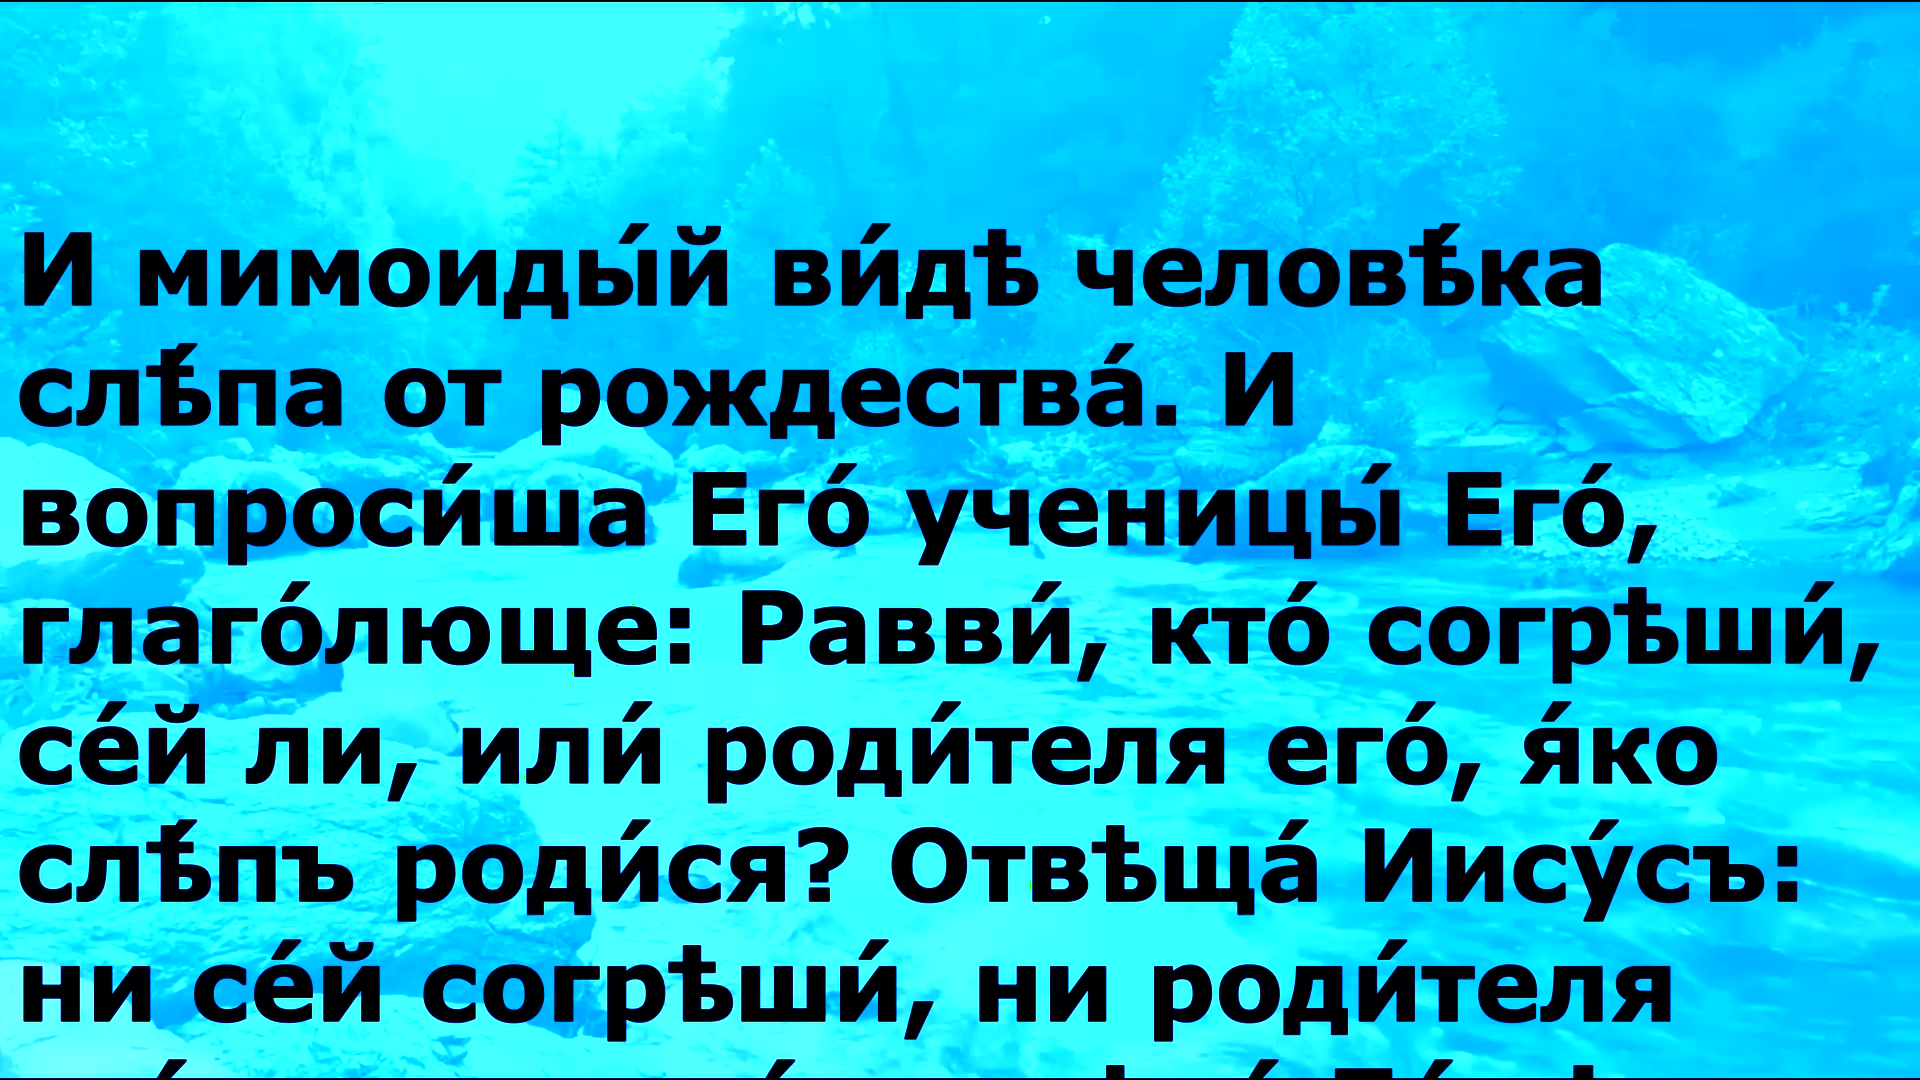 И мимоиды́й ви́дѣ человѣ́ка
слѣ́па от рождества́. И
вопроси́ша Его́ ученицы́ Его́,
глаго́люще: Равви́, кто́ согрѣши́,
се́й ли, или́ роди́теля его́, я́ко
слѣ́пъ роди́ся? Отвѣща́ Иису́съ:
ни се́й согрѣши́, ни роди́теля